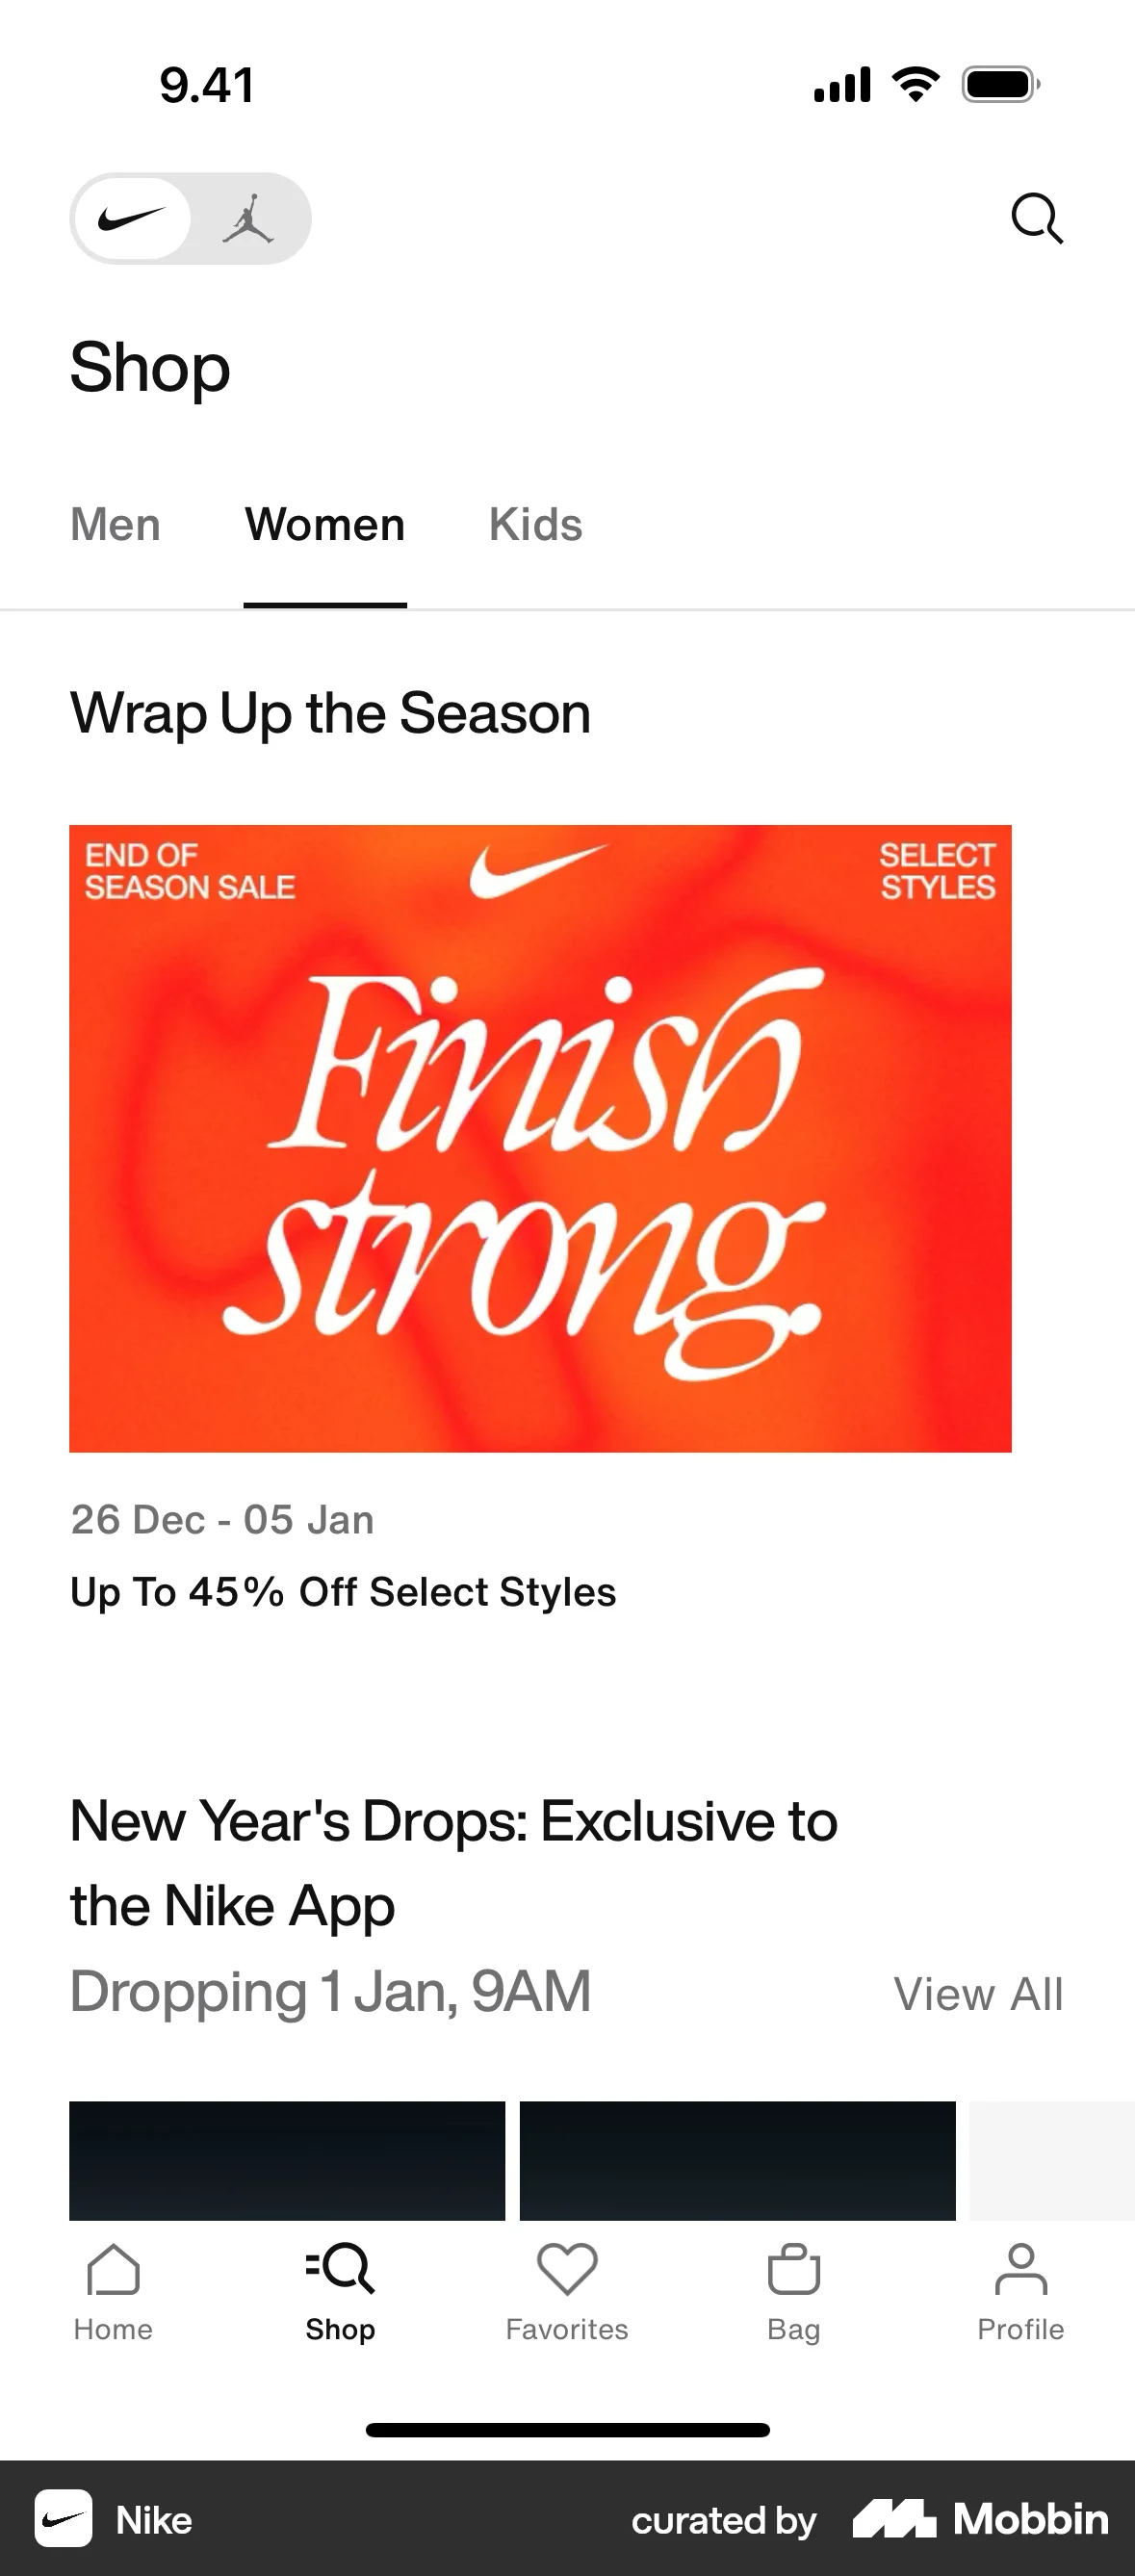 9.41
Shop
Men Women Kids
Wrap Up the Season
END OF
SEASON SALE
SELECT
STYLES
Finish
strong
26 Dec - 05 Jan
Up To 45% Off Select Styles
New Year's Drops: Exclusive to
the Nike App
Dropping 1 Jan, 9AM
View All
Home Shop Favorites Bag Profile
Nike
curated by Mobbin